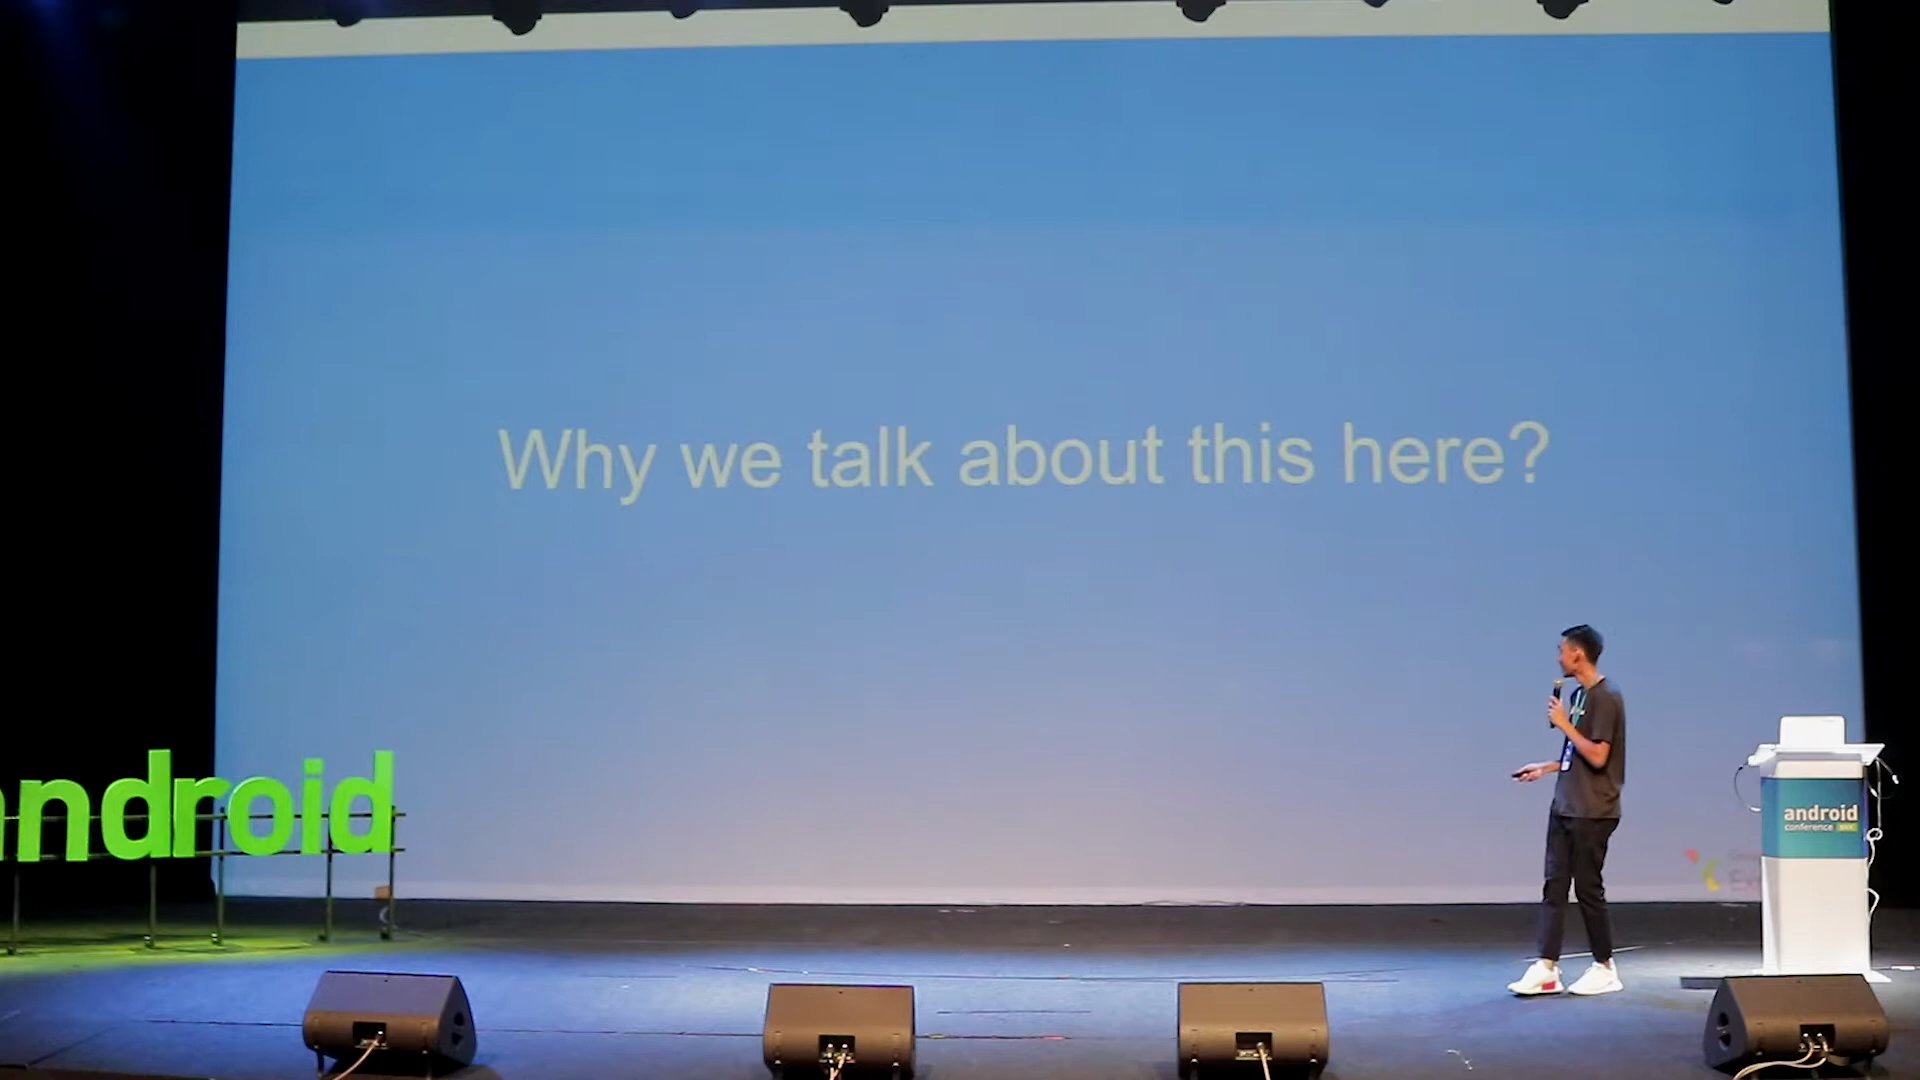 Why we talk about this here?
android
android
conference